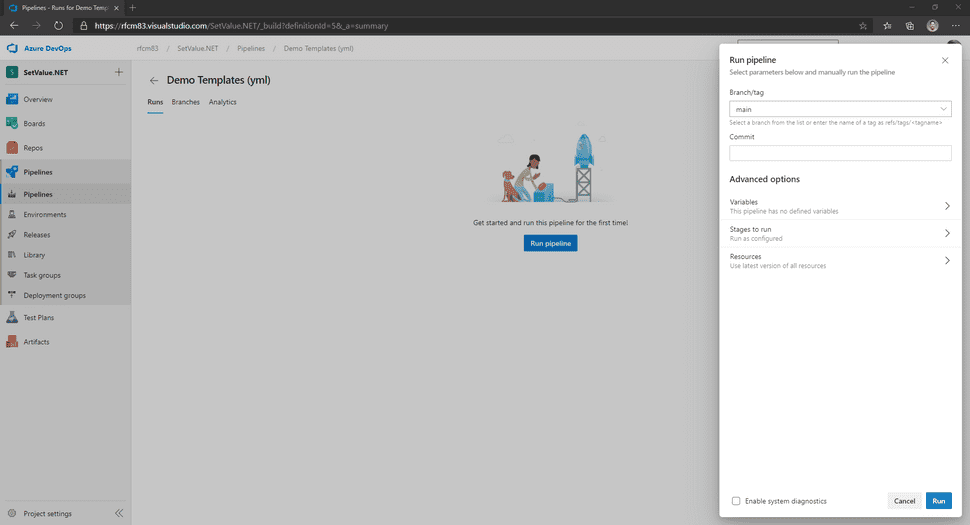 Pipelines - Runs for Demo Temp
https://rfcm83.visualstudio.com/SetValue.NET/_build?definitionId=5&_a=summary
Azure DevOps
rfcm83 / SetValue.NET / Pipelines / Demo Templates (yml)
S SetValue.NET
Overview
Boards
Repos
Pipelines
Pipelines
Environments
Releases
Library
Task groups
Deployment groups
Test Plans
Artifacts
Project settings
Demo Templates (yml)
Runs Branches Analytics
Get started and run this pipeline for the first time!
Run pipeline
Run pipeline
Select parameters below and manually run the pipeline
Branch/tag
main
Select a branch from the list or enter the name of a tag as refs/tags/<tagname>
Commit
Advanced options
Variables
This pipeline has no defined variables
Stages to run
Run as configured
Resources
Use latest version of all resources
Enable system diagnostics
Cancel
Run